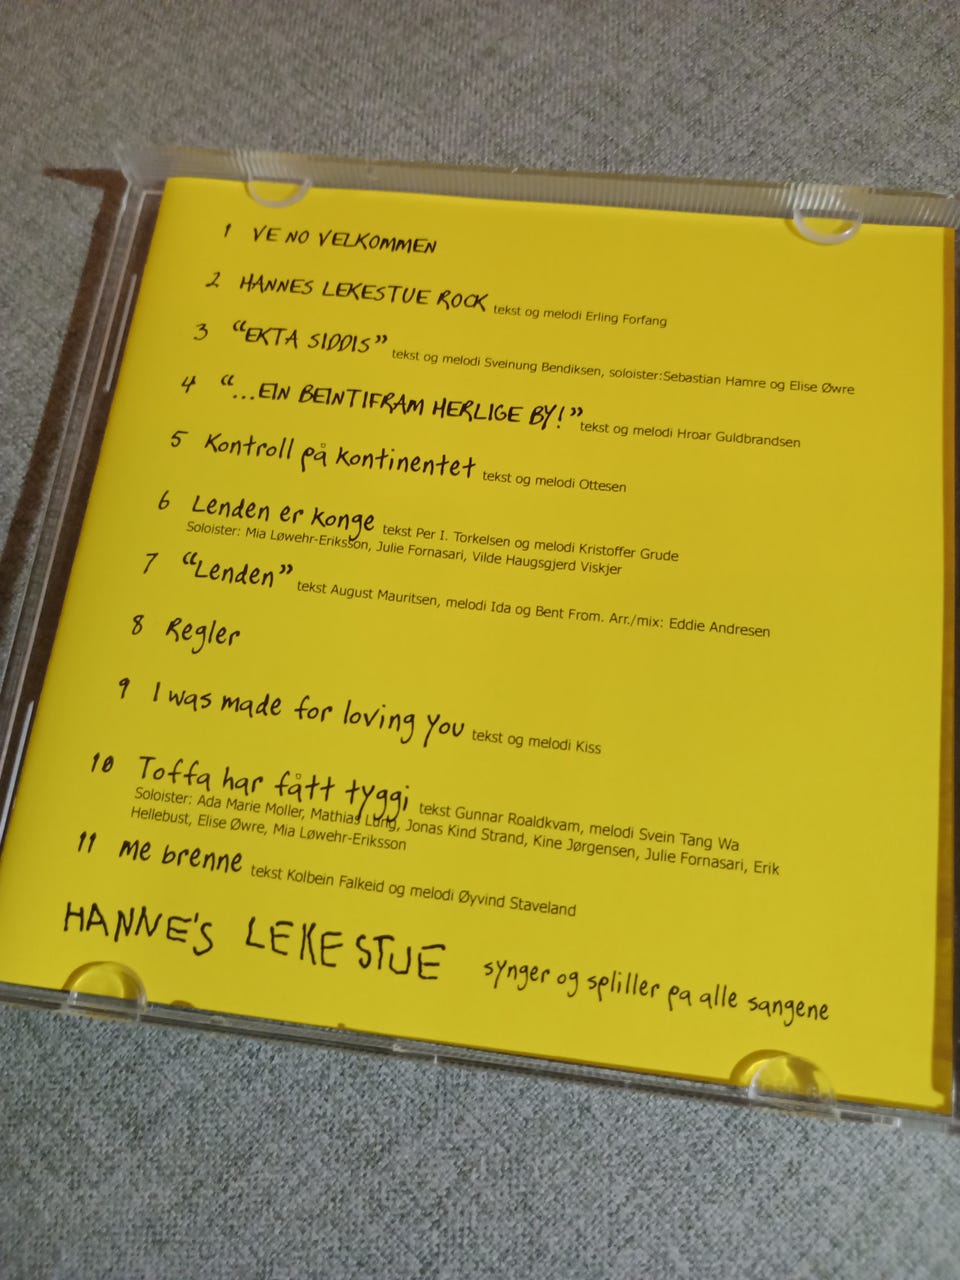 1 VE NO VELKOMMEN
2 HANNES LEKESTUE ROCK tekst og melodi Erling Forfang
3 “EKTA SIDDIS” tekst og melodi Sveinung Bendiksen, soloister:Sebastian Hamre og Elise Øwre
4 “...EIN BEINTIFRAM HERLIGE BY!” tekst og melodi Hroar Guldbrandsen
5 Kontroll på kontinentet tekst og melodi Ottesen
6 Lenden er konge tekst Per I. Torkelsen og melodi Kristoffer Grude
Soloister: Mia Løwehr-Eriksson, Julie Fornasari, Vilde Haugsgjerd Viskjer
7 “Lenden” tekst August Mauritsen, melodi Ida og Bent From. Arr./mix: Eddie Andresen
8 Regler
9 I was made for loving you tekst og melodi Kiss
10 Toffa har fått tyggi tekst Gunnar Roaldkvam, melodi Svein Tang Wa
Soloister: Ada Marie Moller, Mathias Lung, Jonas Kind Strand, Kine Jørgensen, Julie Fornasari, Erik
Hellebust, Elise Øwre, Mia Løwehr-Eriksson
11 me brenne tekst Kolbein Falkeid og melodi Øyvind Staveland
HANNE'S LEKESTUE synger og spliller pa alle sangene